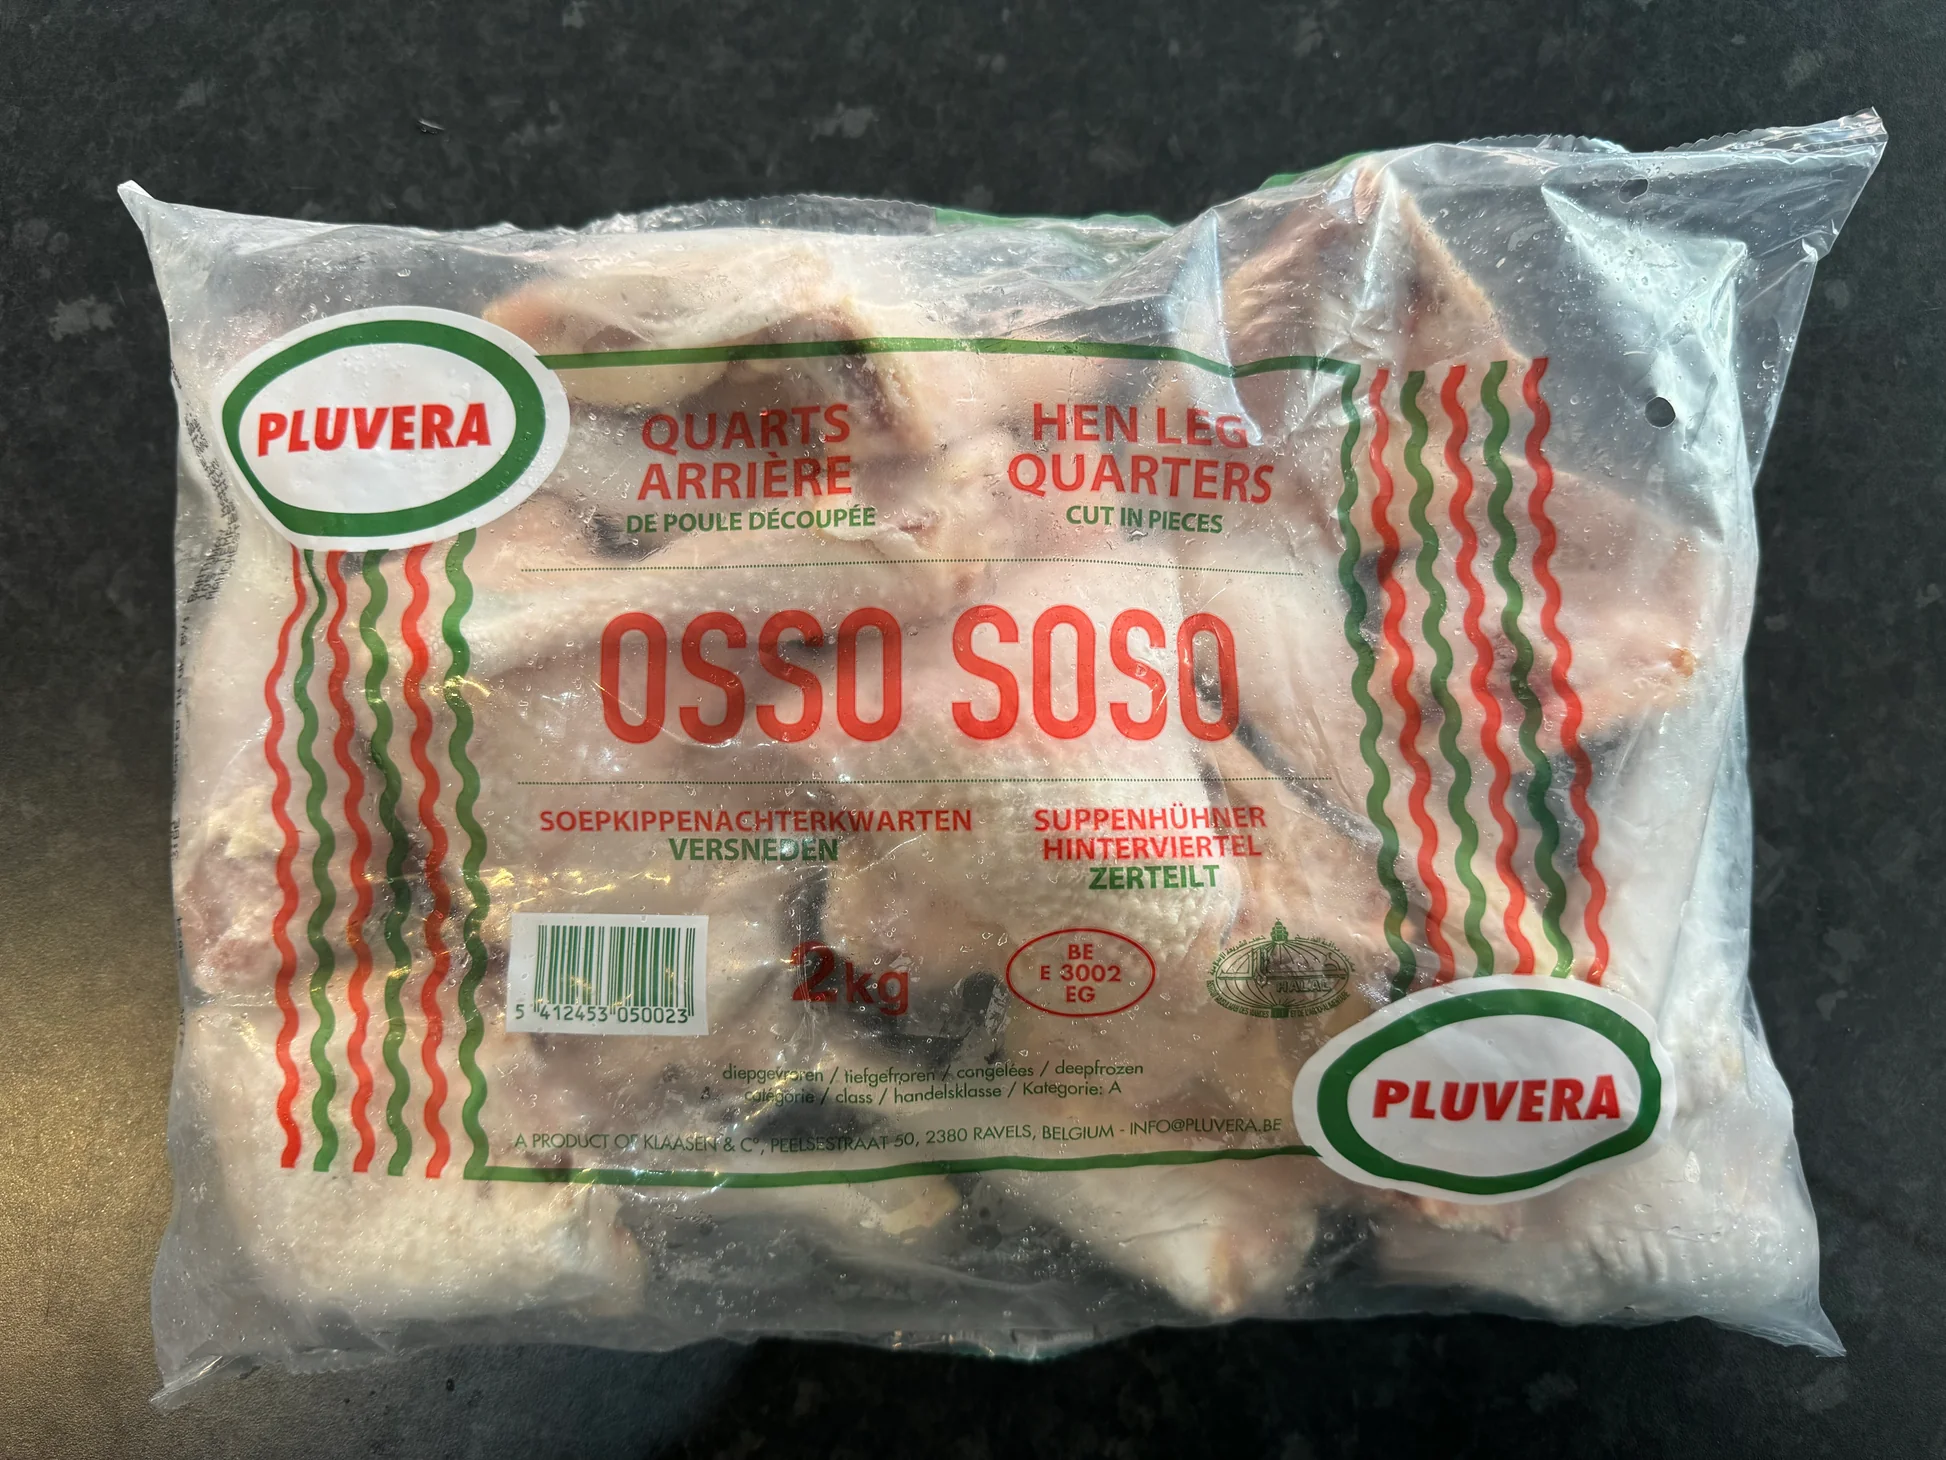 PLUVERA
QUARTS
ARRIÈRE
DE POULE DÉCOUPÉE
HEN LEG
QUARTERS
CUT IN PIECES
OSSO SOSO
SOEPKIPPENACHTERKWARTEN
VERSNEDEN
SUPPENHÜHNER
HINTERVIERTEL
ZERTEILT
5 412453 050023
2kg
BE
E 3002
EG
HALAL
diepgevroren / tiefgefroren / congelées / deepfrozen
catégorie / class / handelsklasse / Kategorie: A
A PRODUCT OF KLAASEN & C°, PEELSESTRAAT 50, 2380 RAVELS, BELGIUM - INFO@PLUVERA.BE
PLUVERA